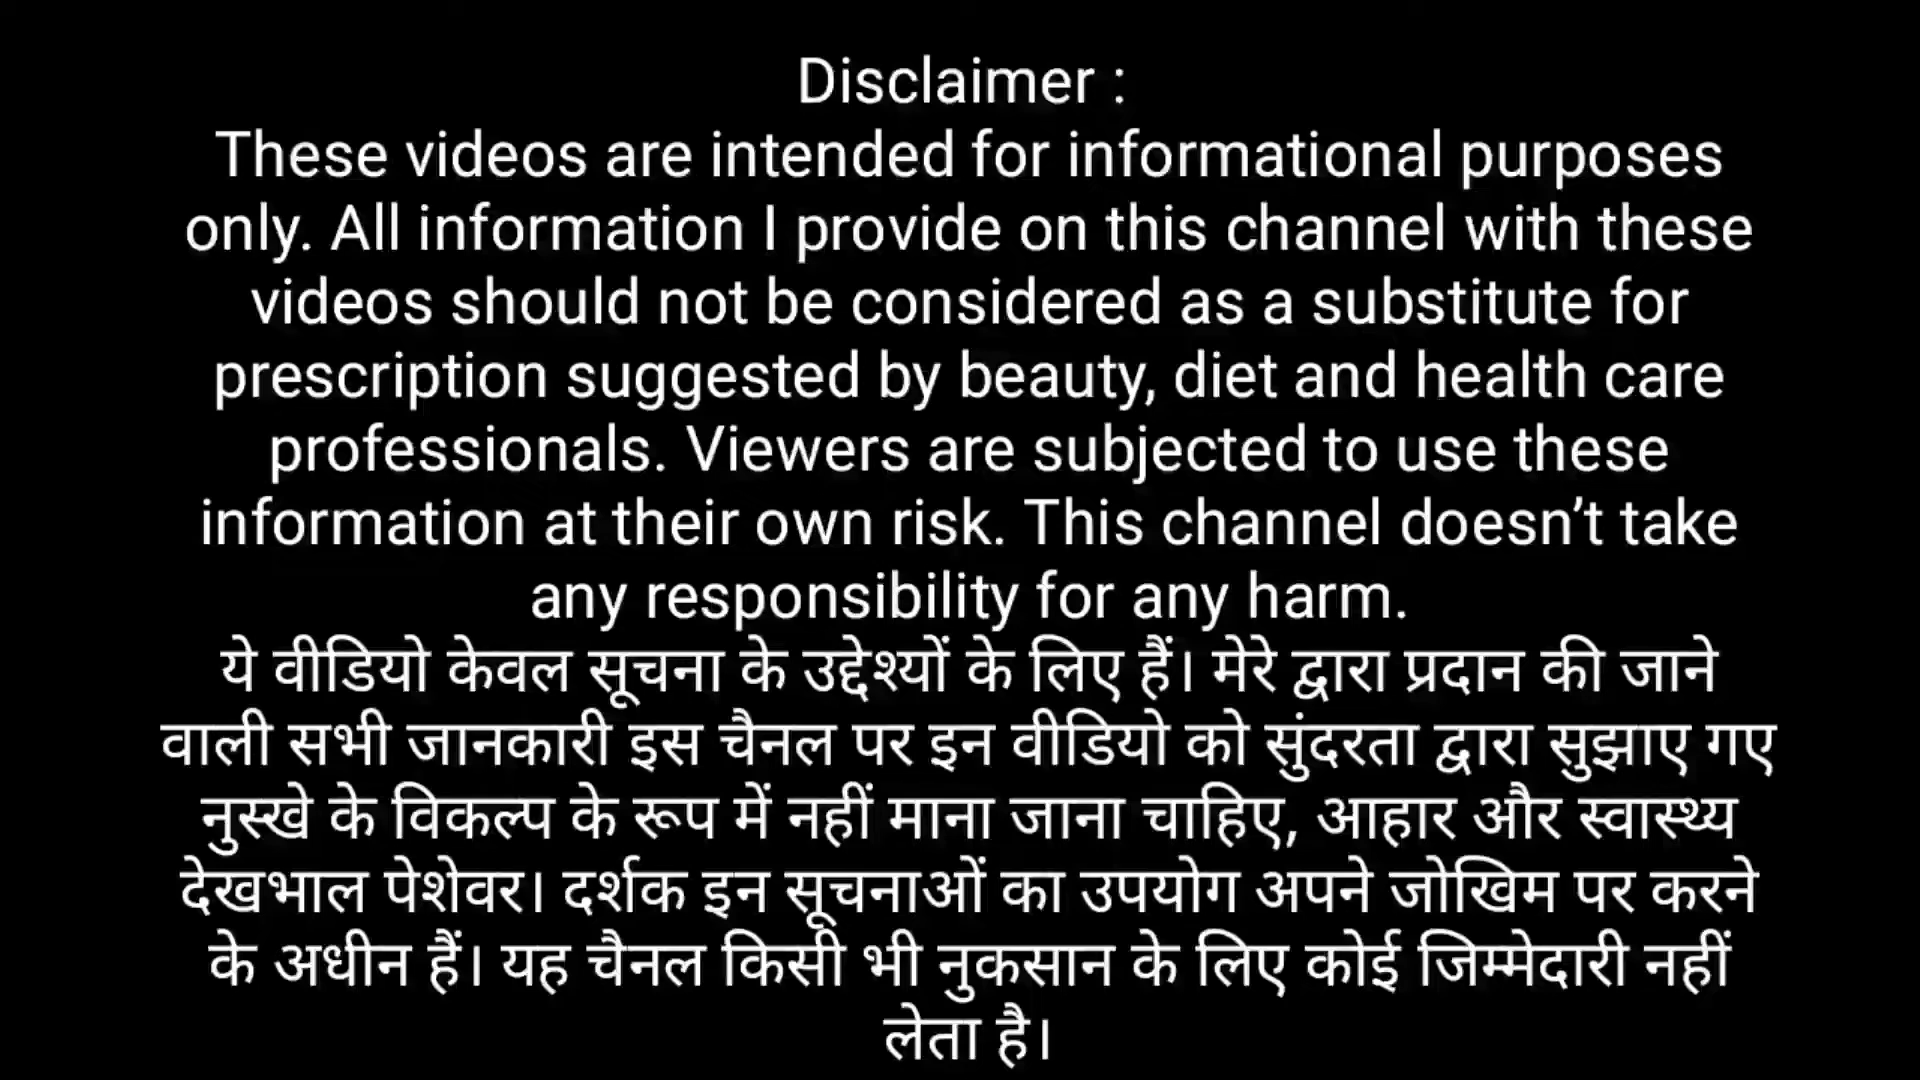 Disclaimer :
These videos are intended for informational purposes
only. All information I provide on this channel with these
videos should not be considered as a substitute for
prescription suggested by beauty, diet and health care
professionals. Viewers are subjected to use these
information at their own risk. This channel doesn’t take
any responsibility for any harm.
ये वीडियो केवल सूचना के उद्देश्यों के लिए हैं। मेरे द्वारा प्रदान की जाने
वाली सभी जानकारी इस चैनल पर इन वीडियो को सुंदरता द्वारा सुझाए गए
नुस्खे के विकल्प के रूप में नहीं माना जाना चाहिए, आहार और स्वास्थ्य
देखभाल पेशेवर। दर्शक इन सूचनाओं का उपयोग अपने जोखिम पर करने
के अधीन हैं। यह चैनल किसी भी नुकसान के लिए कोई जिम्मेदारी नहीं
लेता है।